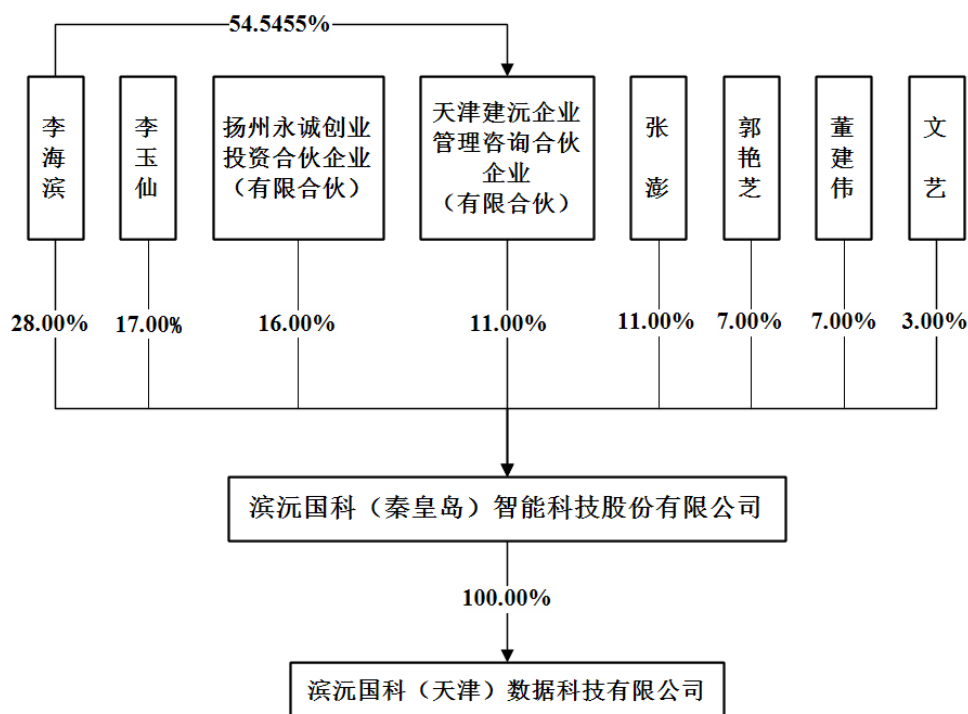 54.5455%
李海滨
李玉仙
扬州永诚创业
投资合伙企业
（有限合伙）
天津建沅企业
管理咨询合伙
企业
（有限合伙）
张澎
郭艳芝
董建伟
文艺
28.00%
17.00%
16.00%
11.00%
11.00%
7.00%
7.00%
3.00%
滨沅国科（秦皇岛）智能科技股份有限公司
100.00%
滨沅国科（天津）数据科技有限公司